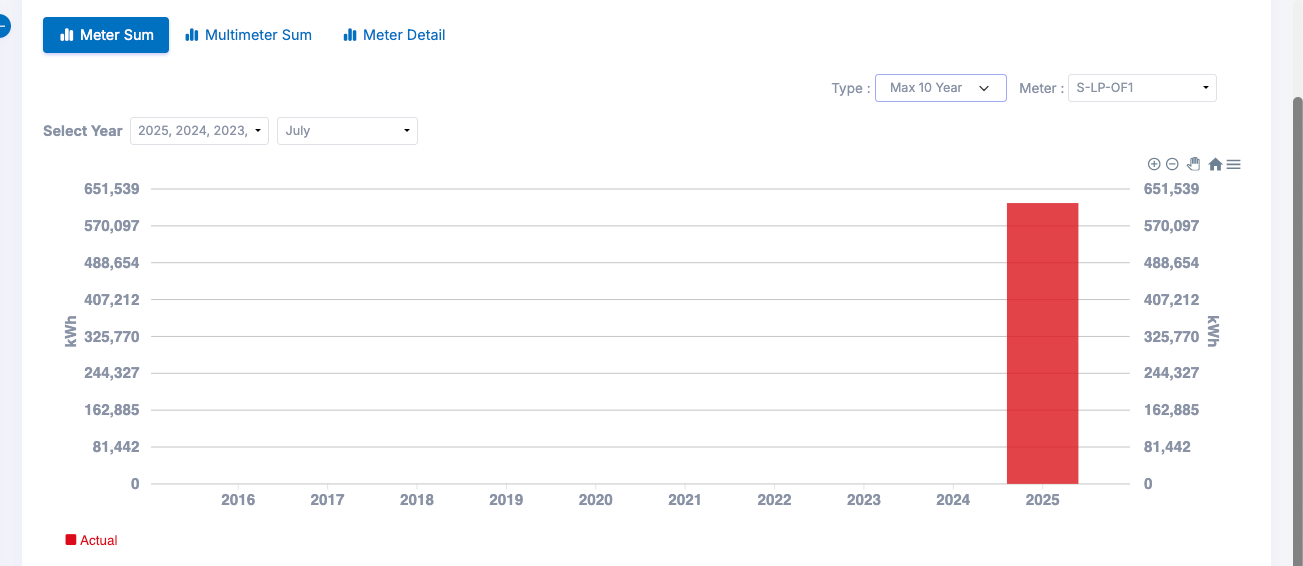 Meter Sum Multimeter Sum Meter Detail
Type : Max 10 Year Meter : S-LP-OF1
Select Year 2025, 2024, 2023, July
651,539 651,539
570,097 570,097
488,654 488,654
407,212 407,212
kWh 325,770 325,770 kWh
244,327 244,327
162,885 162,885
81,442 81,442
0 0
2016 2017 2018 2019 2020 2021 2022 2023 2024 2025
Actual